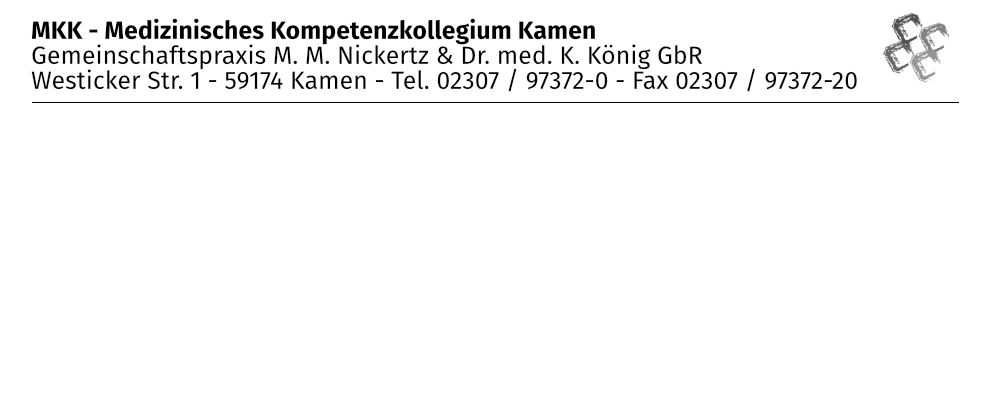 MKK - Medizinisches Kompetenzkollegium Kamen
Gemeinschaftspraxis M. M. Nickertz & Dr. med. K. König GbR
Westicker Str. 1 - 59174 Kamen - Tel. 02307 / 97372-0 - Fax 02307 / 97372-20